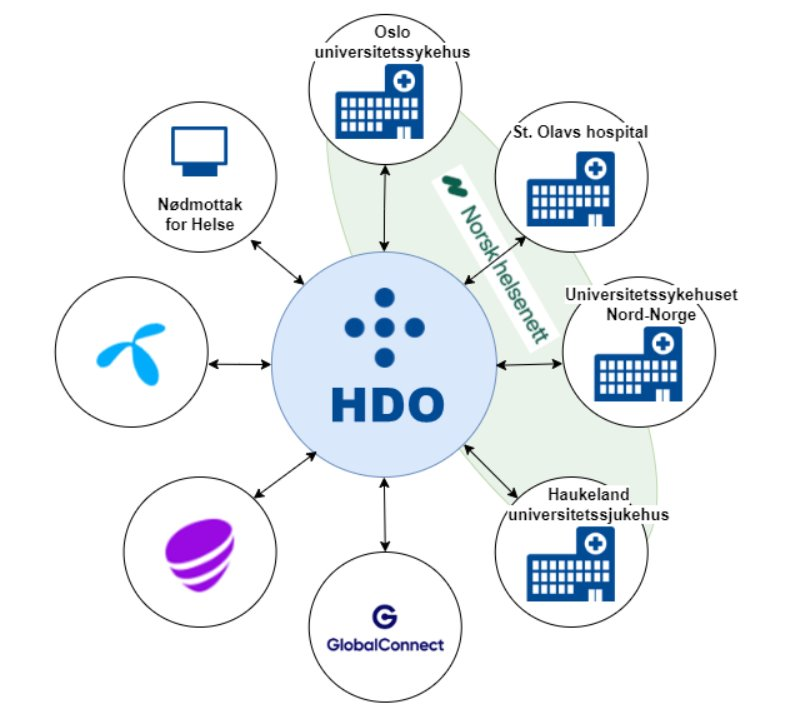 Oslo
universitetssykehus
St. Olavs hospital
Nødmottak
for Helse
Norsk helsenett
Universitetssykehuset
Nord-Norge
HDO
Haukeland
universitetssjukehus
GlobalConnect